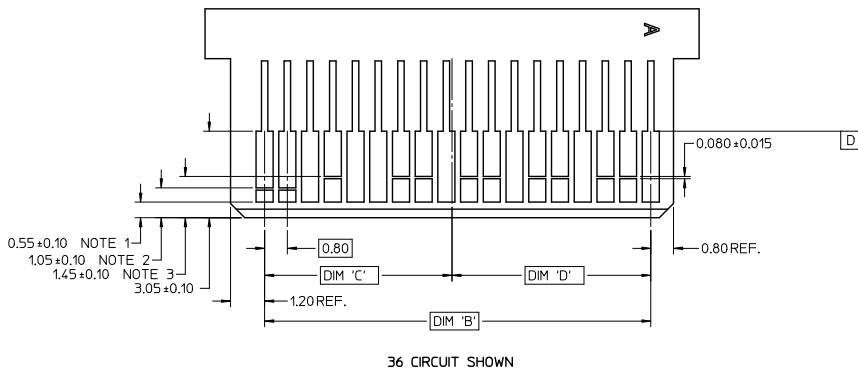 A
0.080±0.015
D
0.55±0.10 NOTE 1
1.05±0.10 NOTE 2
1.45±0.10 NOTE 3
3.05±0.10
0.80
0.80 REF.
DIM 'C'
DIM 'D'
1.20 REF.
DIM 'B'
36 CIRCUIT SHOWN